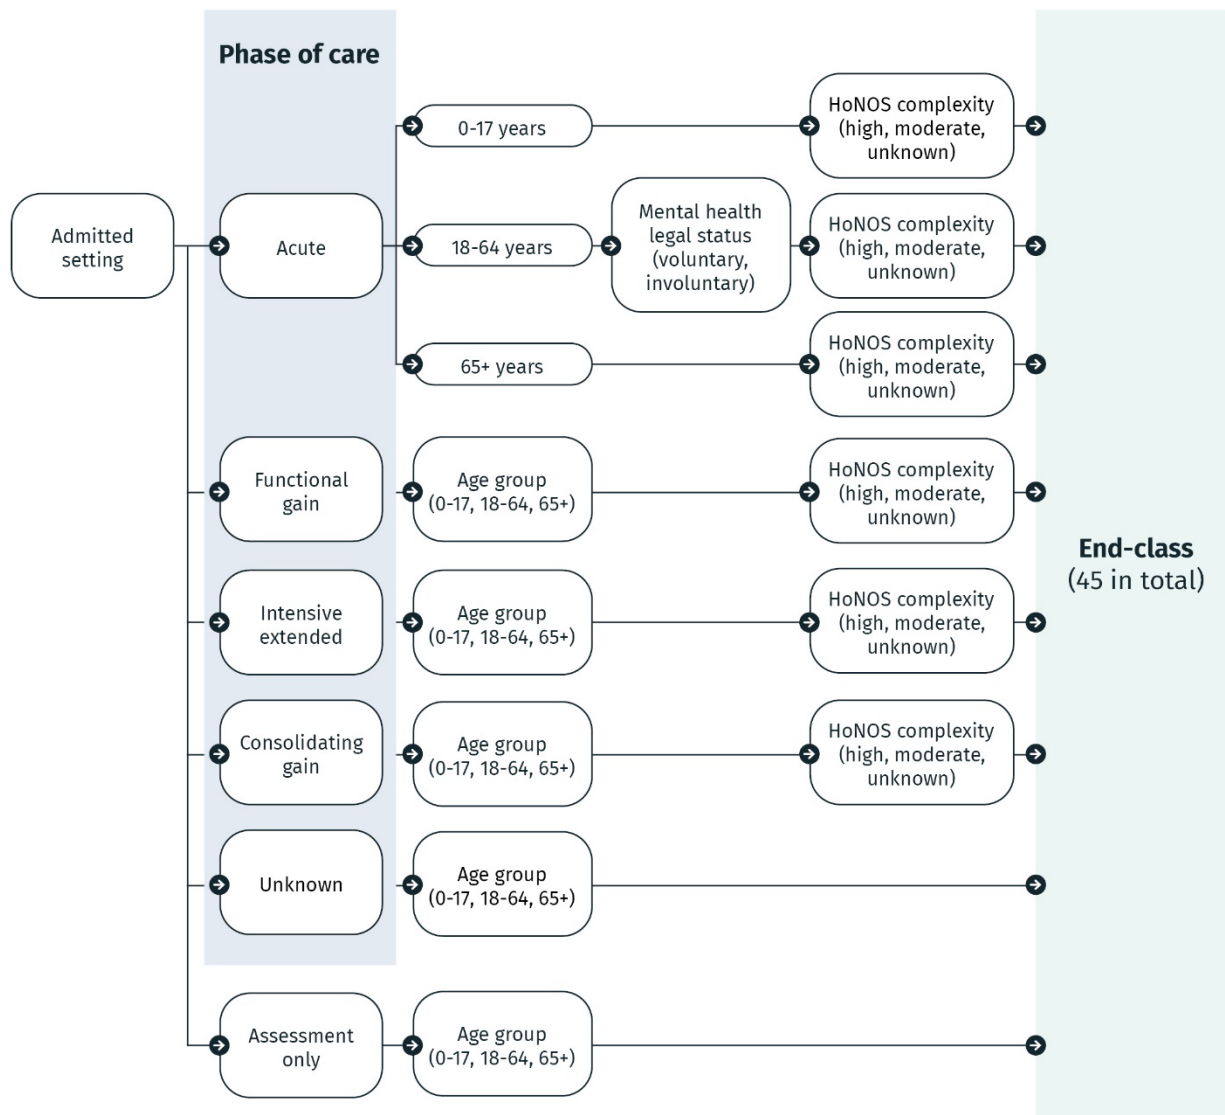 Phase of care
0-17 years
HoNOS complexity
(high, moderate,
unknown)
Admitted
setting
Acute
18-64 years
Mental health
legal status
(voluntary,
involuntary)
HoNOS complexity
(high, moderate,
unknown)
65+ years
HoNOS complexity
(high, moderate,
unknown)
Functional
gain
Age group
(0-17, 18-64, 65+)
HoNOS complexity
(high, moderate,
unknown)
End-class
(45 in total)
Intensive
extended
Age group
(0-17, 18-64, 65+)
HoNOS complexity
(high, moderate,
unknown)
Consolidating
gain
Age group
(0-17, 18-64, 65+)
HoNOS complexity
(high, moderate,
unknown)
Unknown
Age group
(0-17, 18-64, 65+)
Assessment
only
Age group
(0-17, 18-64, 65+)